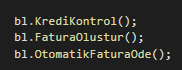 bl.KrediKontrol();
bl.FaturaOlustur();
bl.OtomatikFaturaOde();